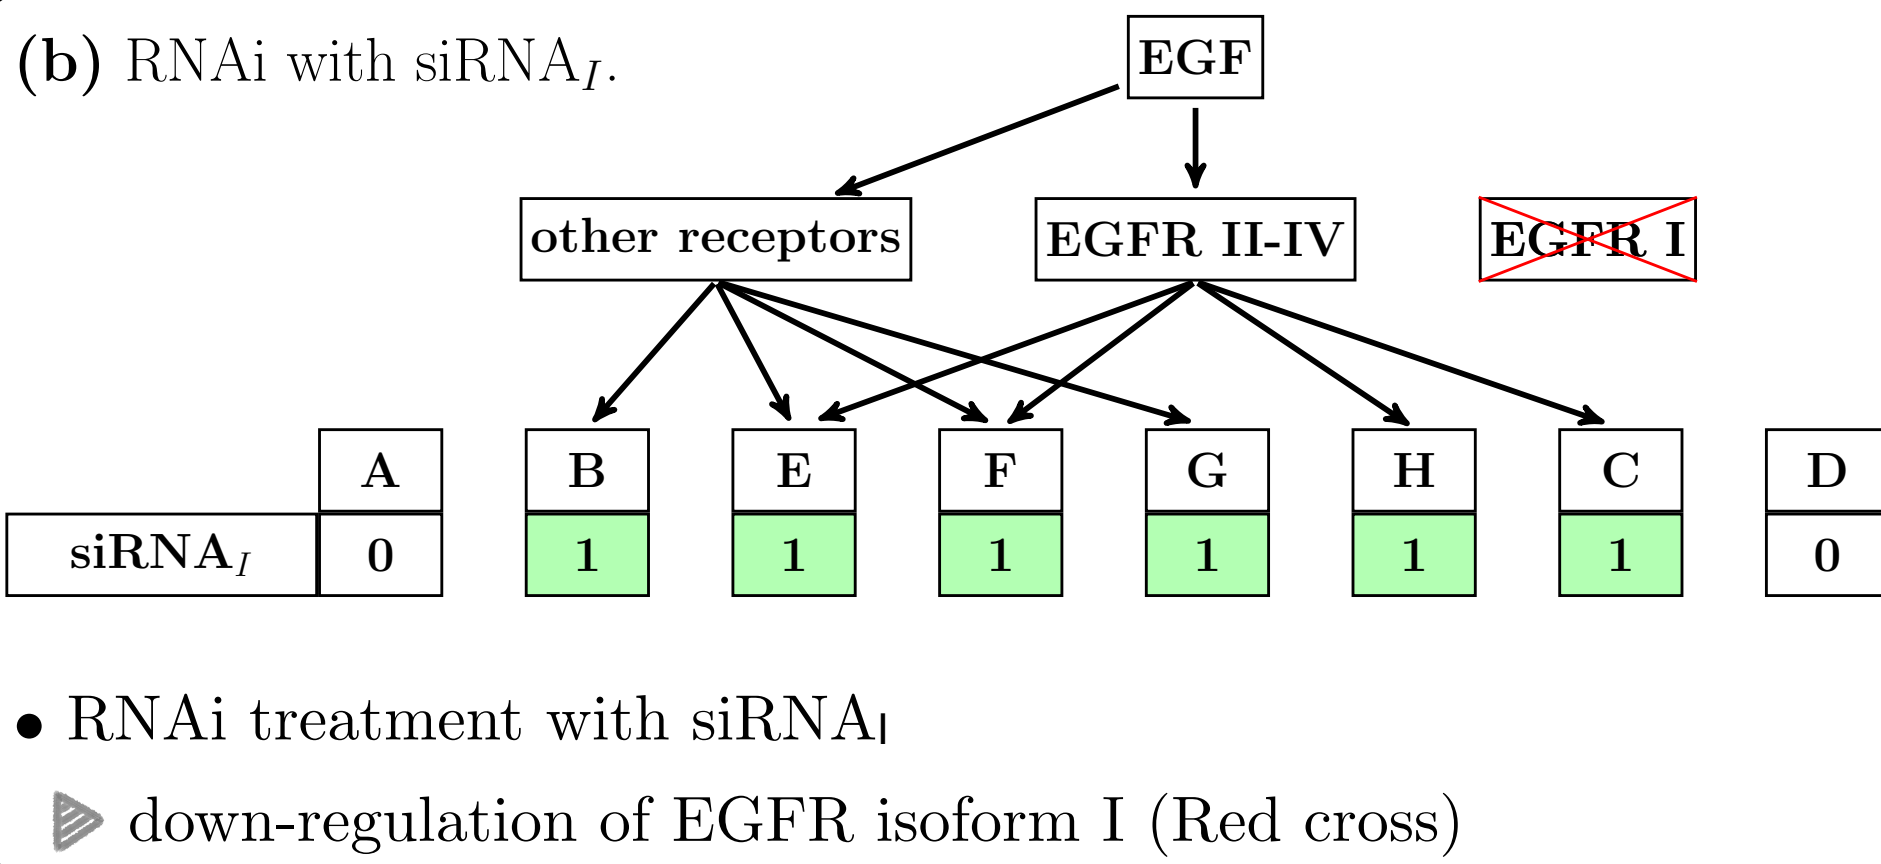 (b) RNAi with siRNA_I.
EGF
other receptors EGFR II-IV EGFR I
A B E F G H C D
siRNA_I 0 1 1 1 1 1 1 0
• RNAi treatment with siRNA_I
down-regulation of EGFR isoform I (Red cross)